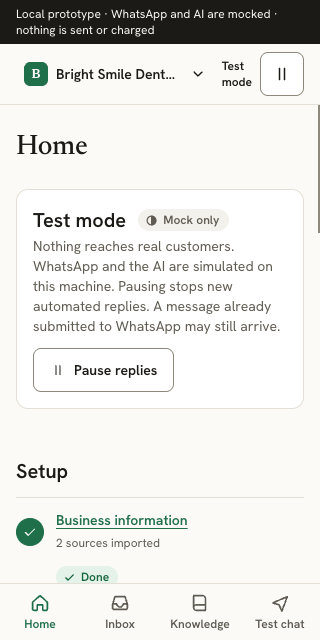 Local prototype · WhatsApp and AI are mocked ·
nothing is sent or charged
B
Bright Smile Dent...
Test
mode
Home
Test mode
Mock only
Nothing reaches real customers.
WhatsApp and the AI are simulated on
this machine. Pausing stops new
automated replies. A message already
submitted to WhatsApp may still arrive.
Pause replies
Setup
Business information
2 sources imported
Done
Home
Inbox
Knowledge
Test chat